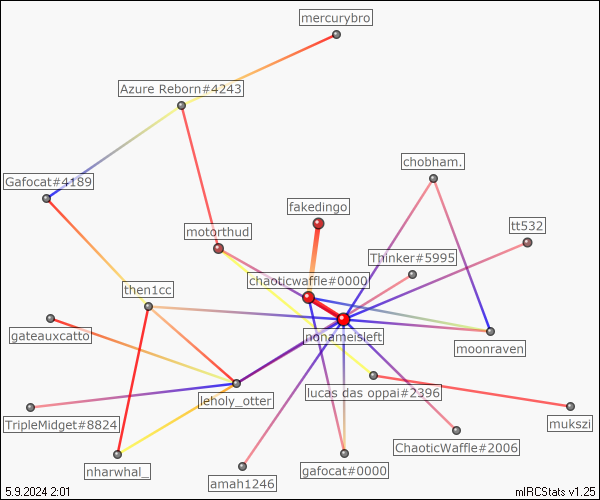 mercurybro
Azure Reborn#4243
chobham.
Gafocat#4189
fakedingo
tt532
motorthud
Thinker#5995
chaoticwaffle#0000
then1cc
nonameisleft
gateauxcatto
moonraven
lucas das oppai#2396
leholy_otter
TripleMidget#8824
mukszi
ChaoticWaffle#2006
nharwhal_
gafocat#0000
amah1246
5.9.2024 2:01
mIRCStats v1.25